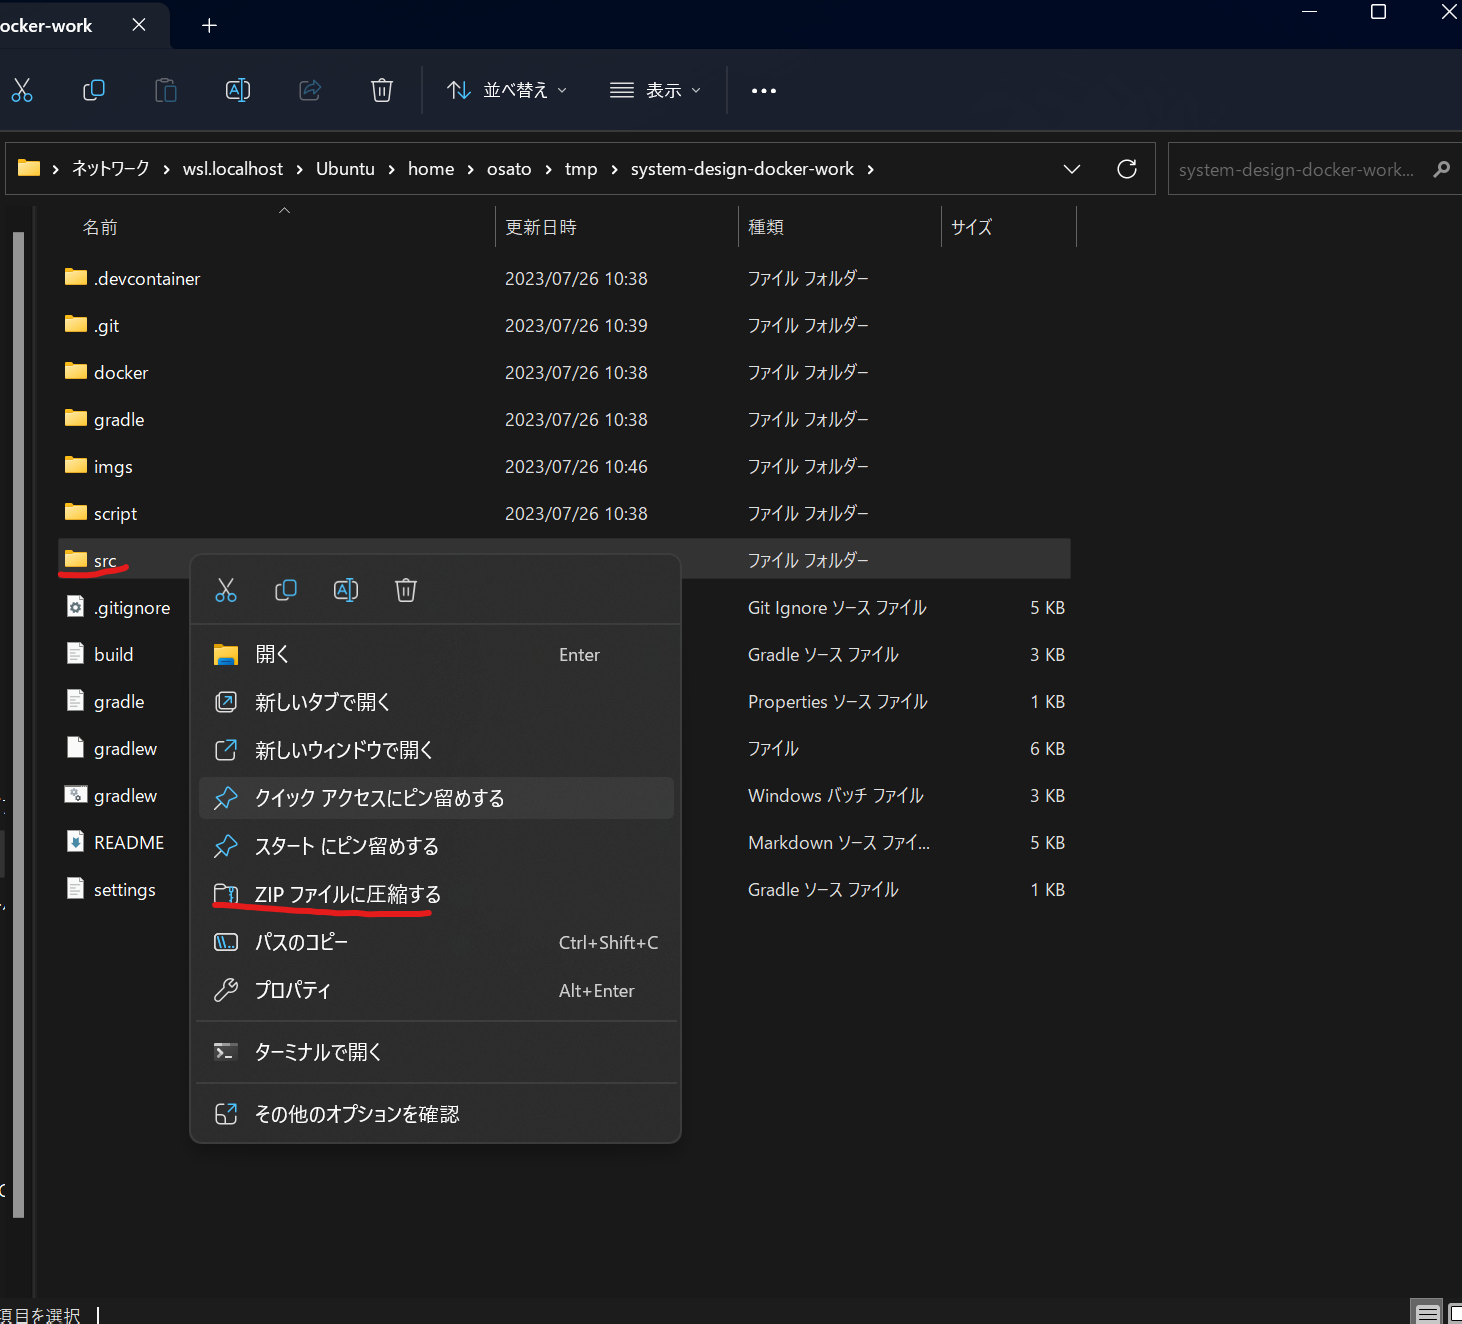 ocker-work
並べ替え 表示
ネットワーク wsl.localhost Ubuntu home osato tmp system-design-docker-work
system-design-docker-work...
名前 更新日時 種類 サイズ
.devcontainer 2023/07/26 10:38 ファイル フォルダー
.git 2023/07/26 10:39 ファイル フォルダー
docker 2023/07/26 10:38 ファイル フォルダー
gradle 2023/07/26 10:38 ファイル フォルダー
imgs 2023/07/26 10:46 ファイル フォルダー
script 2023/07/26 10:38 ファイル フォルダー
src ファイル フォルダー
.gitignore Git Ignore ソース ファイル 5 KB
build Gradle ソース ファイル 3 KB
gradle Properties ソース ファイル 1 KB
gradlew ファイル 6 KB
gradlew Windows バッチ ファイル 3 KB
README Markdown ソース ファイ... 5 KB
settings Gradle ソース ファイル 1 KB
開く Enter
新しいタブで開く
新しいウィンドウで開く
クイック アクセスにピン留めする
スタート にピン留めする
ZIP ファイルに圧縮する
パスのコピー Ctrl+Shift+C
プロパティ Alt+Enter
ターミナルで開く
その他のオプションを確認
項目を選択